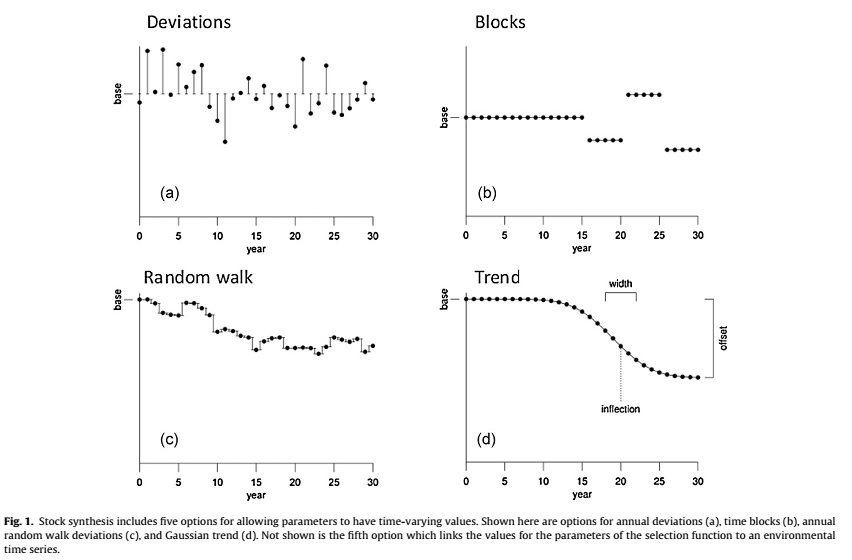 Deviations
base
(a)
0 5 10 15 20 25 30
year
Blocks
base
(b)
0 5 10 15 20 25 30
year
Random walk
base
(c)
0 5 10 15 20 25 30
year
Trend
base
width
offset
inflection
(d)
0 5 10 15 20 25 30
year
Fig. 1. Stock synthesis includes five options for allowing parameters to have time-varying values. Shown here are options for annual deviations (a), time blocks (b), annual
random walk deviations (c), and Gaussian trend (d). Not shown is the fifth option which links the values for the parameters of the selection function to an environmental
time series.